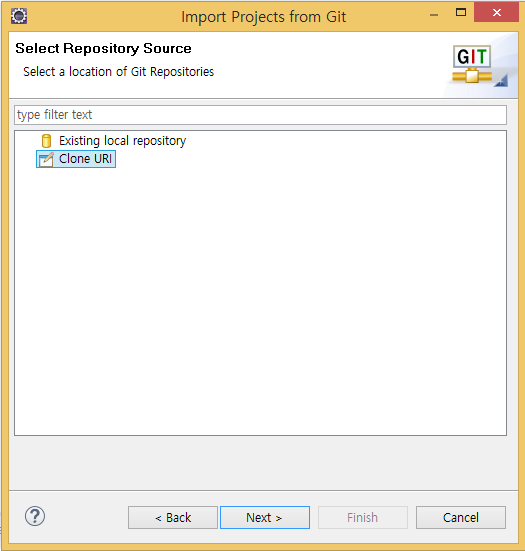 Import Projects from Git
Select Repository Source
Select a location of Git Repositories
GIT
type filter text
Existing local repository
Clone URI
?
< Back
Next >
Finish
Cancel